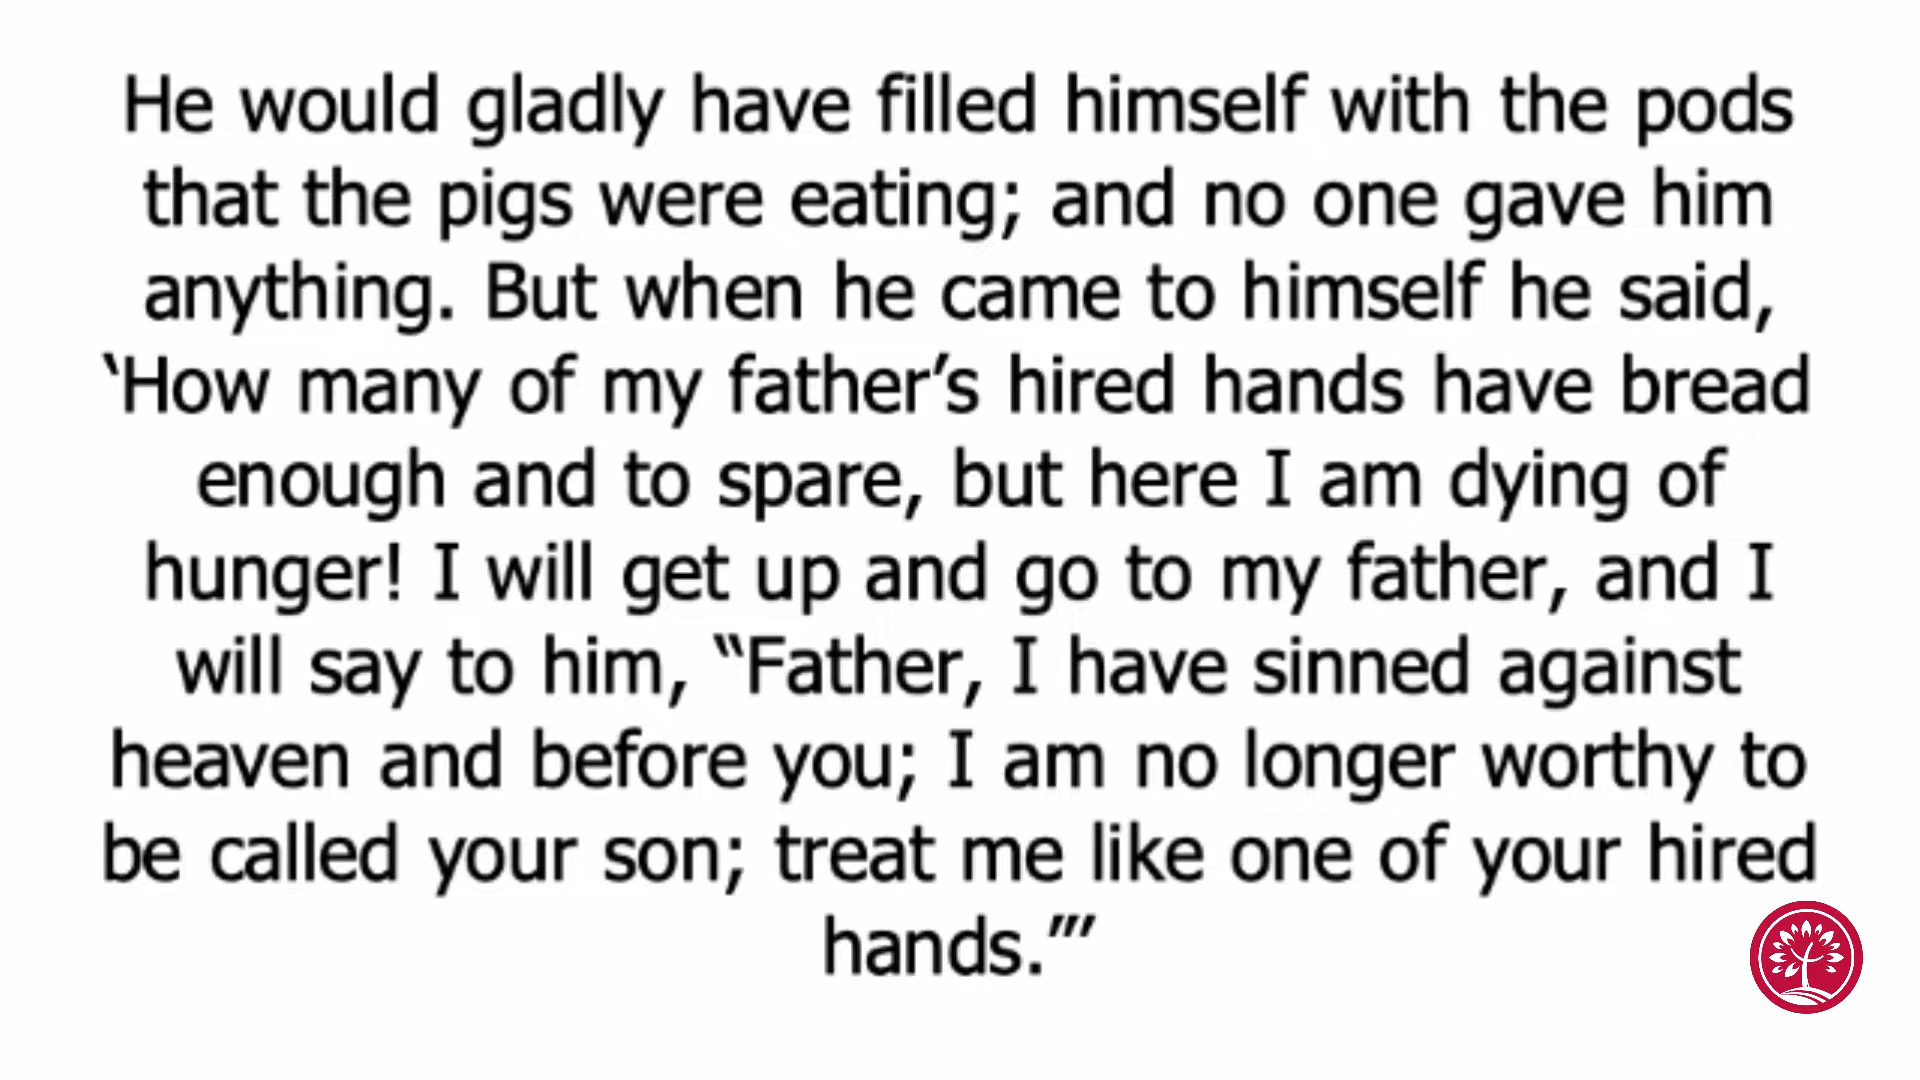 He would gladly have filled himself with the pods
that the pigs were eating; and no one gave him
anything. But when he came to himself he said,
‘How many of my father’s hired hands have bread
enough and to spare, but here I am dying of
hunger! I will get up and go to my father, and I
will say to him, “Father, I have sinned against
heaven and before you; I am no longer worthy to
be called your son; treat me like one of your hired
hands.”’